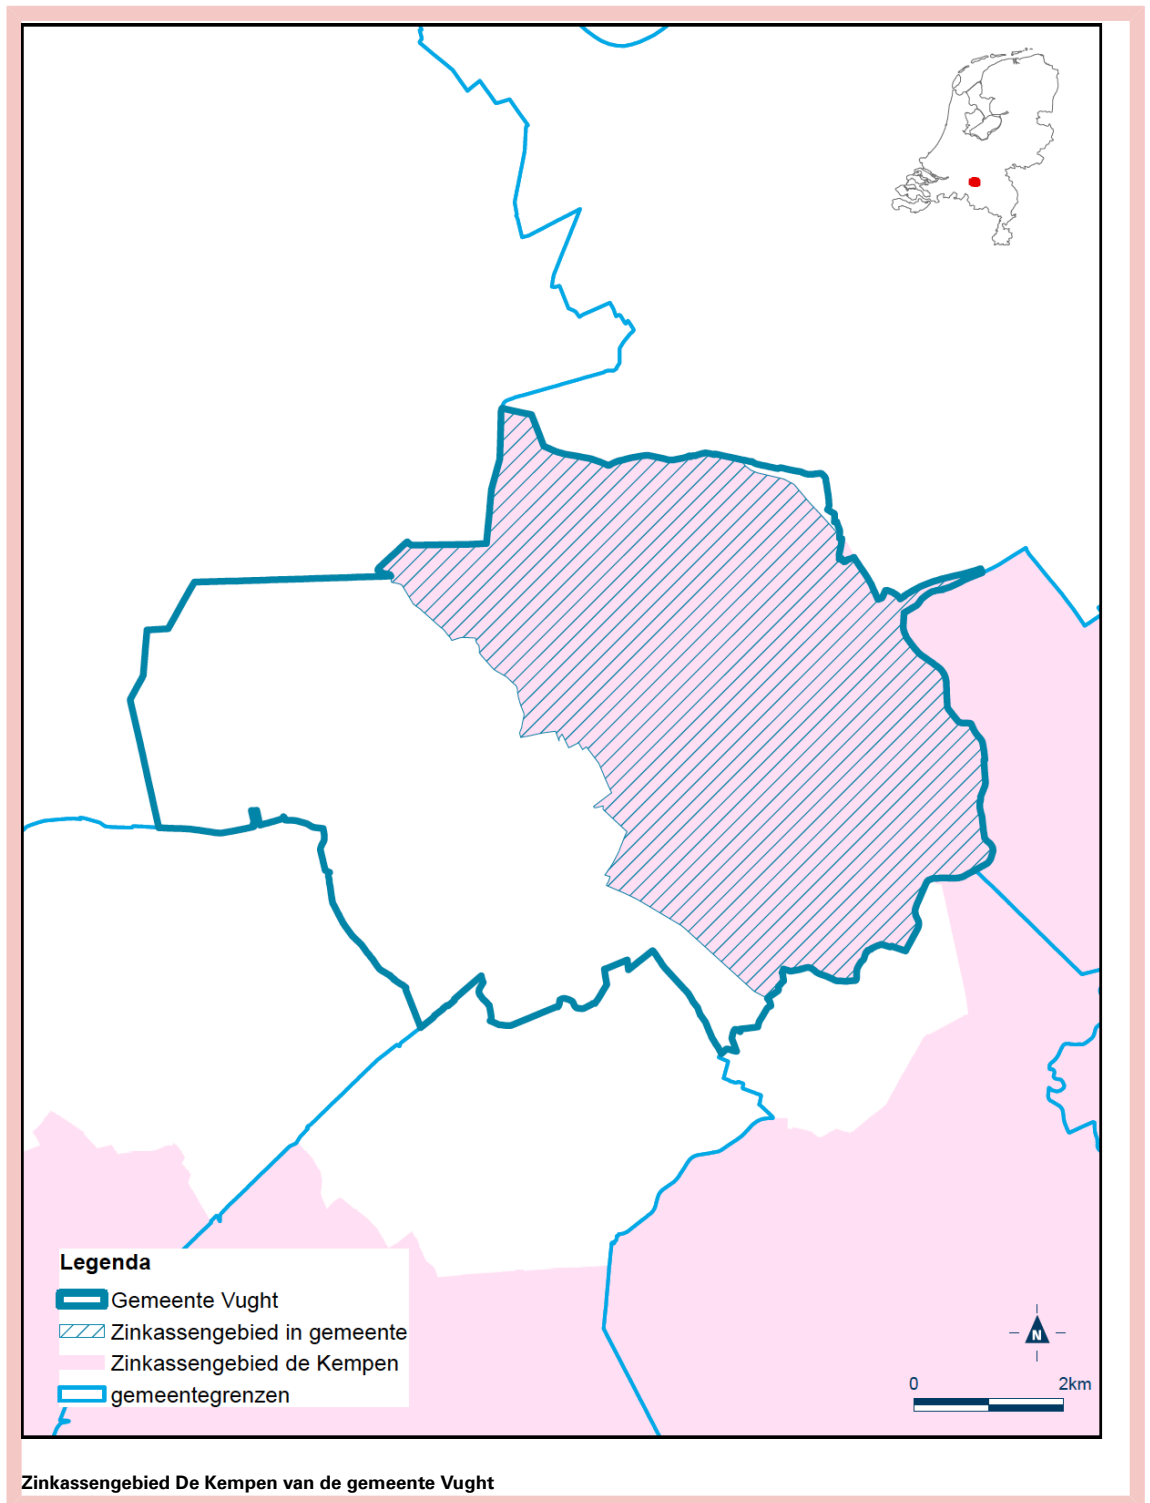 Legenda
Gemeente Vught
Zinkassengebied in gemeente
Zinkassengebied de Kempen
gemeentegrenzen
N
0 2km
Zinkassengebied De Kempen van de gemeente Vught